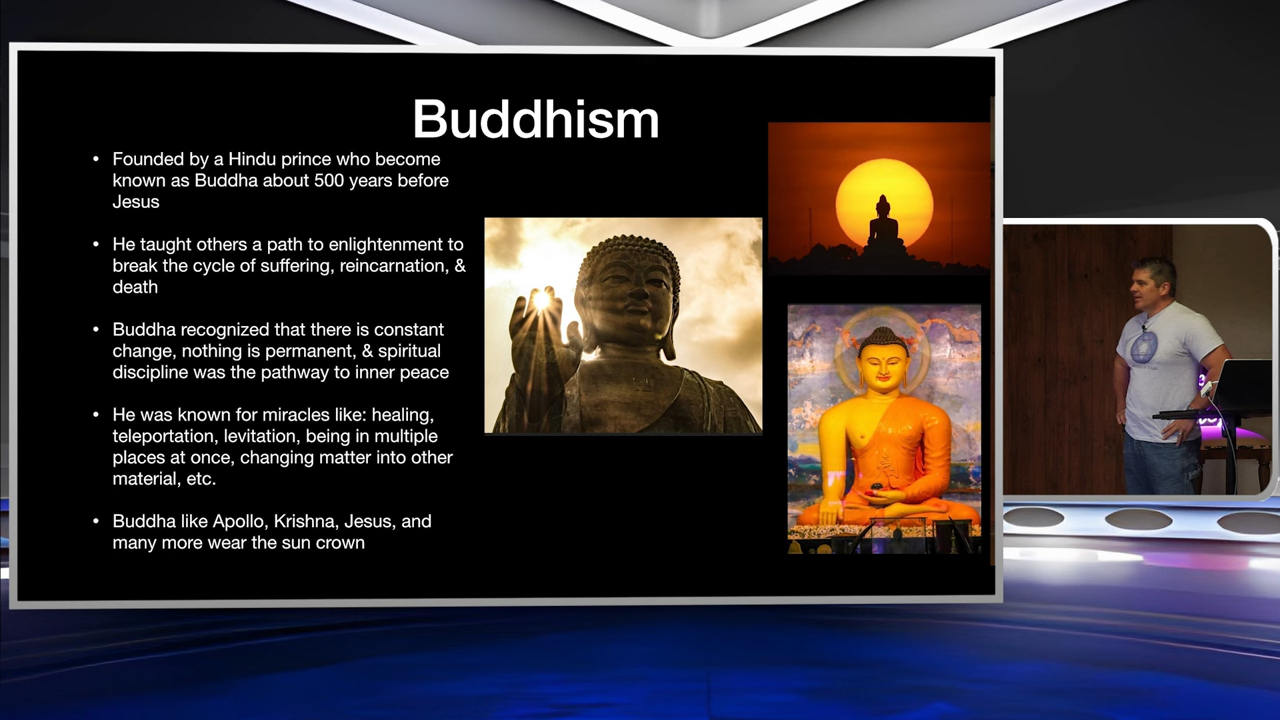 Buddhism
• Founded by a Hindu prince who become
known as Buddha about 500 years before
Jesus
• He taught others a path to enlightenment to
break the cycle of suffering, reincarnation, &
death
• Buddha recognized that there is constant
change, nothing is permanent, & spiritual
discipline was the pathway to inner peace
• He was known for miracles like: healing,
teleportation, levitation, being in multiple
places at once, changing matter into other
material, etc.
• Buddha like Apollo, Krishna, Jesus, and
many more wear the sun crown